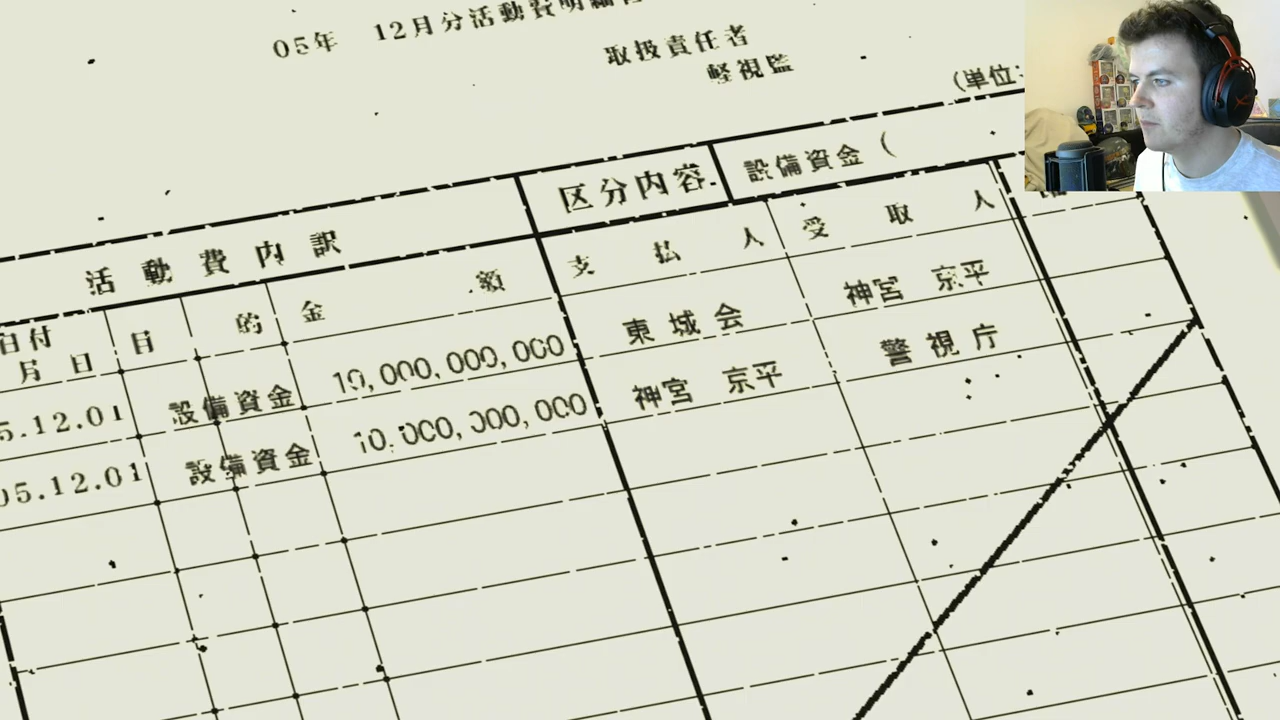 05年 12月分活動費明細書
取扱責任者
軽視監
(単位:
区分内容 設備資金 (
活動費内訳 支払人 受取人
日付 目的 金額
月日
5.12.01 設備資金 10,000,000,000 東城会 神宮 京平
05.12.01 設備資金 10,000,000,000 神宮 京平 警視庁